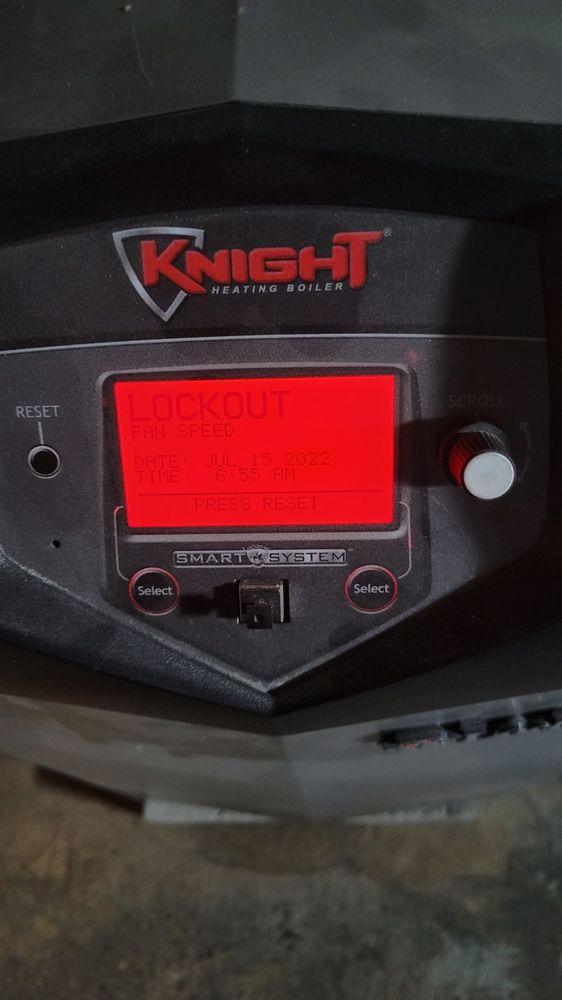 KNIGHT®
HEATING BOILER
RESET
SCROLL
LOCKOUT
FAN SPEED
DATE: JUL 15 2022
TIME: 6:55 AM
PRESS RESET
SMART SYSTEM™
Select
Select